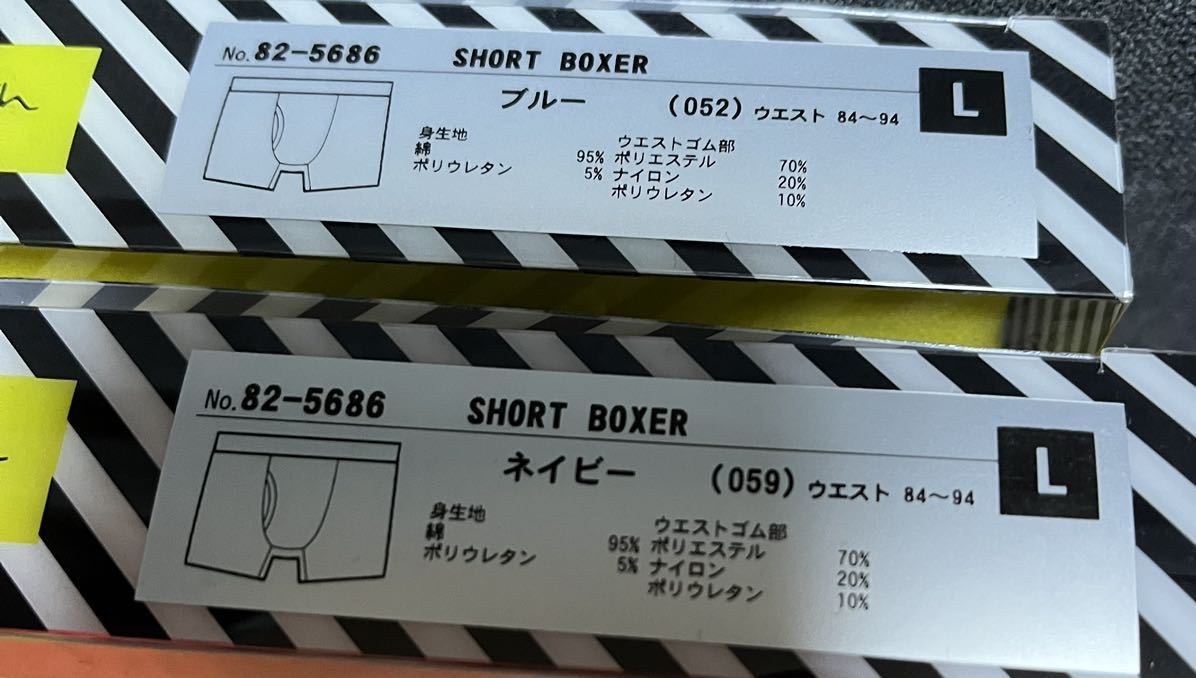 No. 82-5686 SHORT BOXER
ブルー (052) ウエスト 84〜94 L
身生地 ウエストゴム部
綿 95% ポリエステル 70%
ポリウレタン 5% ナイロン 20%
ポリウレタン 10%
No. 82-5686 SHORT BOXER
ネイビー (059) ウエスト 84〜94 L
身生地 ウエストゴム部
綿 95% ポリエステル 70%
ポリウレタン 5% ナイロン 20%
ポリウレタン 10%